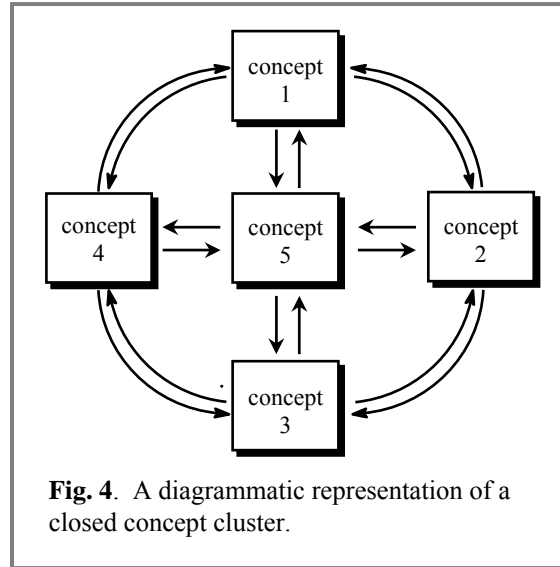 concept
1
concept
4
concept
5
concept
2
concept
3
Fig. 4. A diagrammatic representation of a
closed concept cluster.